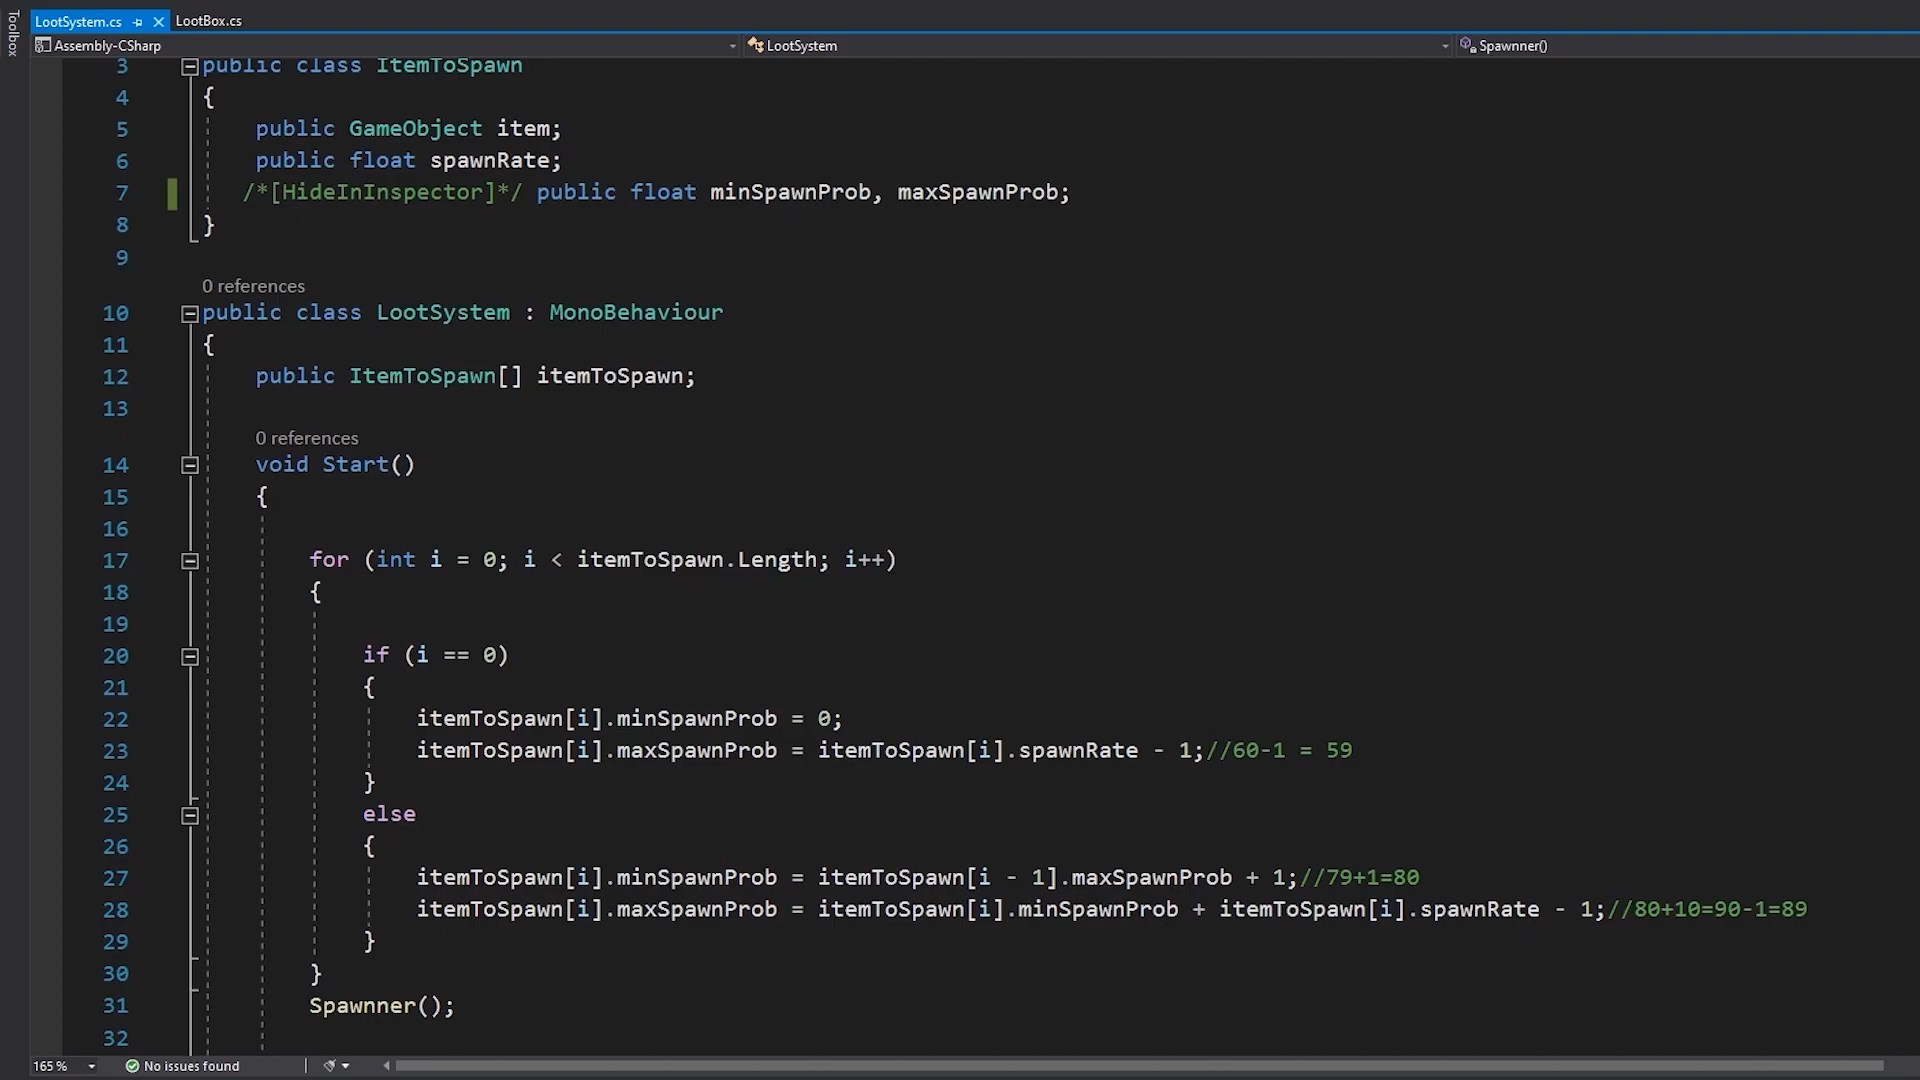 Toolbox
LootSystem.cs
LootBox.cs
Assembly-CSharp
LootSystem
Spawnner()
3 public class ItemToSpawn
4 {
5 public GameObject item;
6 public float spawnRate;
7 /*[HideInInspector]*/ public float minSpawnProb, maxSpawnProb;
8 }
9
0 references
10 public class LootSystem : MonoBehaviour
11 {
12 public ItemToSpawn[] itemToSpawn;
13
0 references
14 void Start()
15 {
16
17 for (int i = 0; i < itemToSpawn.Length; i++)
18 {
19
20 if (i == 0)
21 {
22 itemToSpawn[i].minSpawnProb = 0;
23 itemToSpawn[i].maxSpawnProb = itemToSpawn[i].spawnRate - 1;//60-1 = 59
24 }
25 else
26 {
27 itemToSpawn[i].minSpawnProb = itemToSpawn[i - 1].maxSpawnProb + 1;//79+1=80
28 itemToSpawn[i].maxSpawnProb = itemToSpawn[i].minSpawnProb + itemToSpawn[i].spawnRate - 1;//80+10=90-1=89
29 }
30 }
31 Spawnner();
32
165 %
No issues found